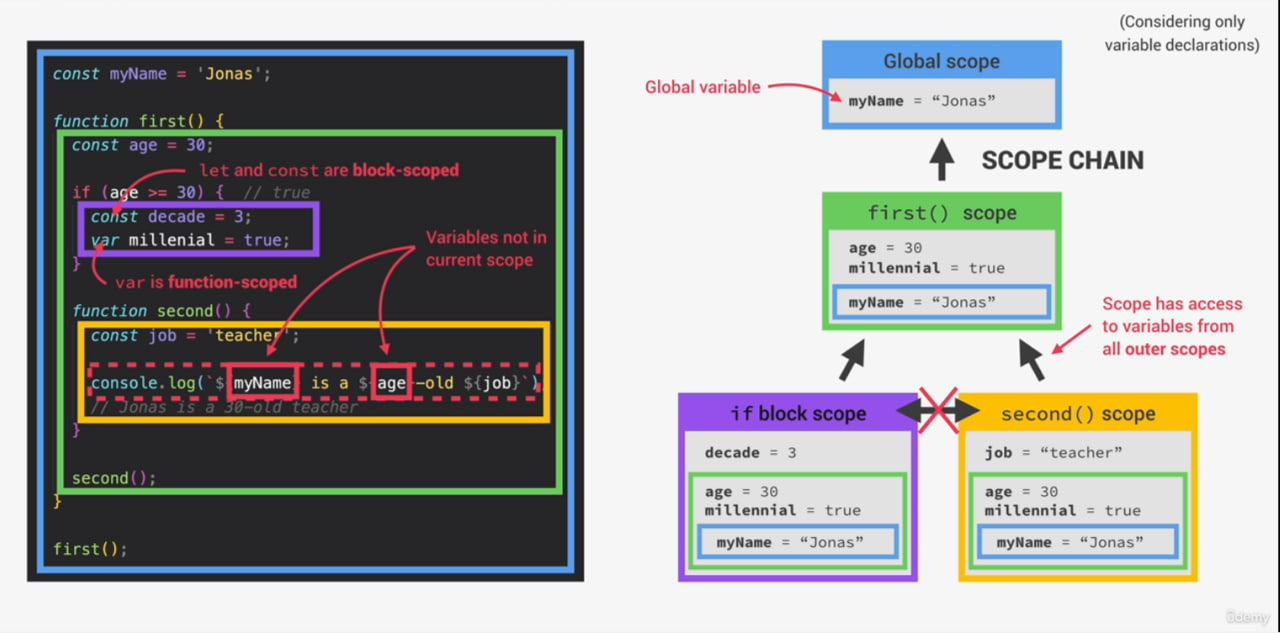 const myName = 'Jonas';
function first() {
const age = 30;
let and const are block-scoped
if (age >= 30) { // true
const decade = 3;
var millenial = true;
}
var is function-scoped
Variables not in
current scope
function second() {
const job = 'teacher';
console.log(`${myName} is a ${age}-old ${job}`)
// Jonas is a 30-old teacher
}
second();
}
first();
(Considering only
variable declarations)
Global scope
Global variable
myName = “Jonas”
SCOPE CHAIN
first() scope
age = 30
millennial = true
myName = “Jonas”
Scope has access
to variables from
all outer scopes
if block scope
decade = 3
age = 30
millennial = true
myName = “Jonas”
second() scope
job = “teacher”
age = 30
millennial = true
myName = “Jonas”
ûdemy